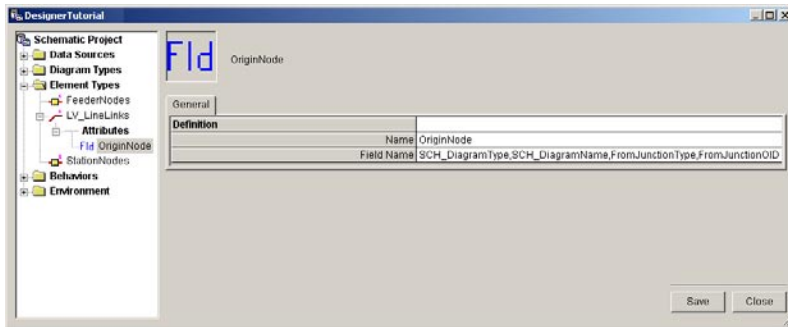 DesignerTutorial
Schematic Project
Data Sources
Diagram Types
Element Types
FeederNodes
LV_LineLinks
Attributes
Fld OriginNode
StationNodes
Behaviors
Environment
Fld
OriginNode
General
Definition
Name OriginNode
Field Name SCH_DiagramType,SCH_DiagramName,FromJunctionType,FromJunctionOID
Save Close